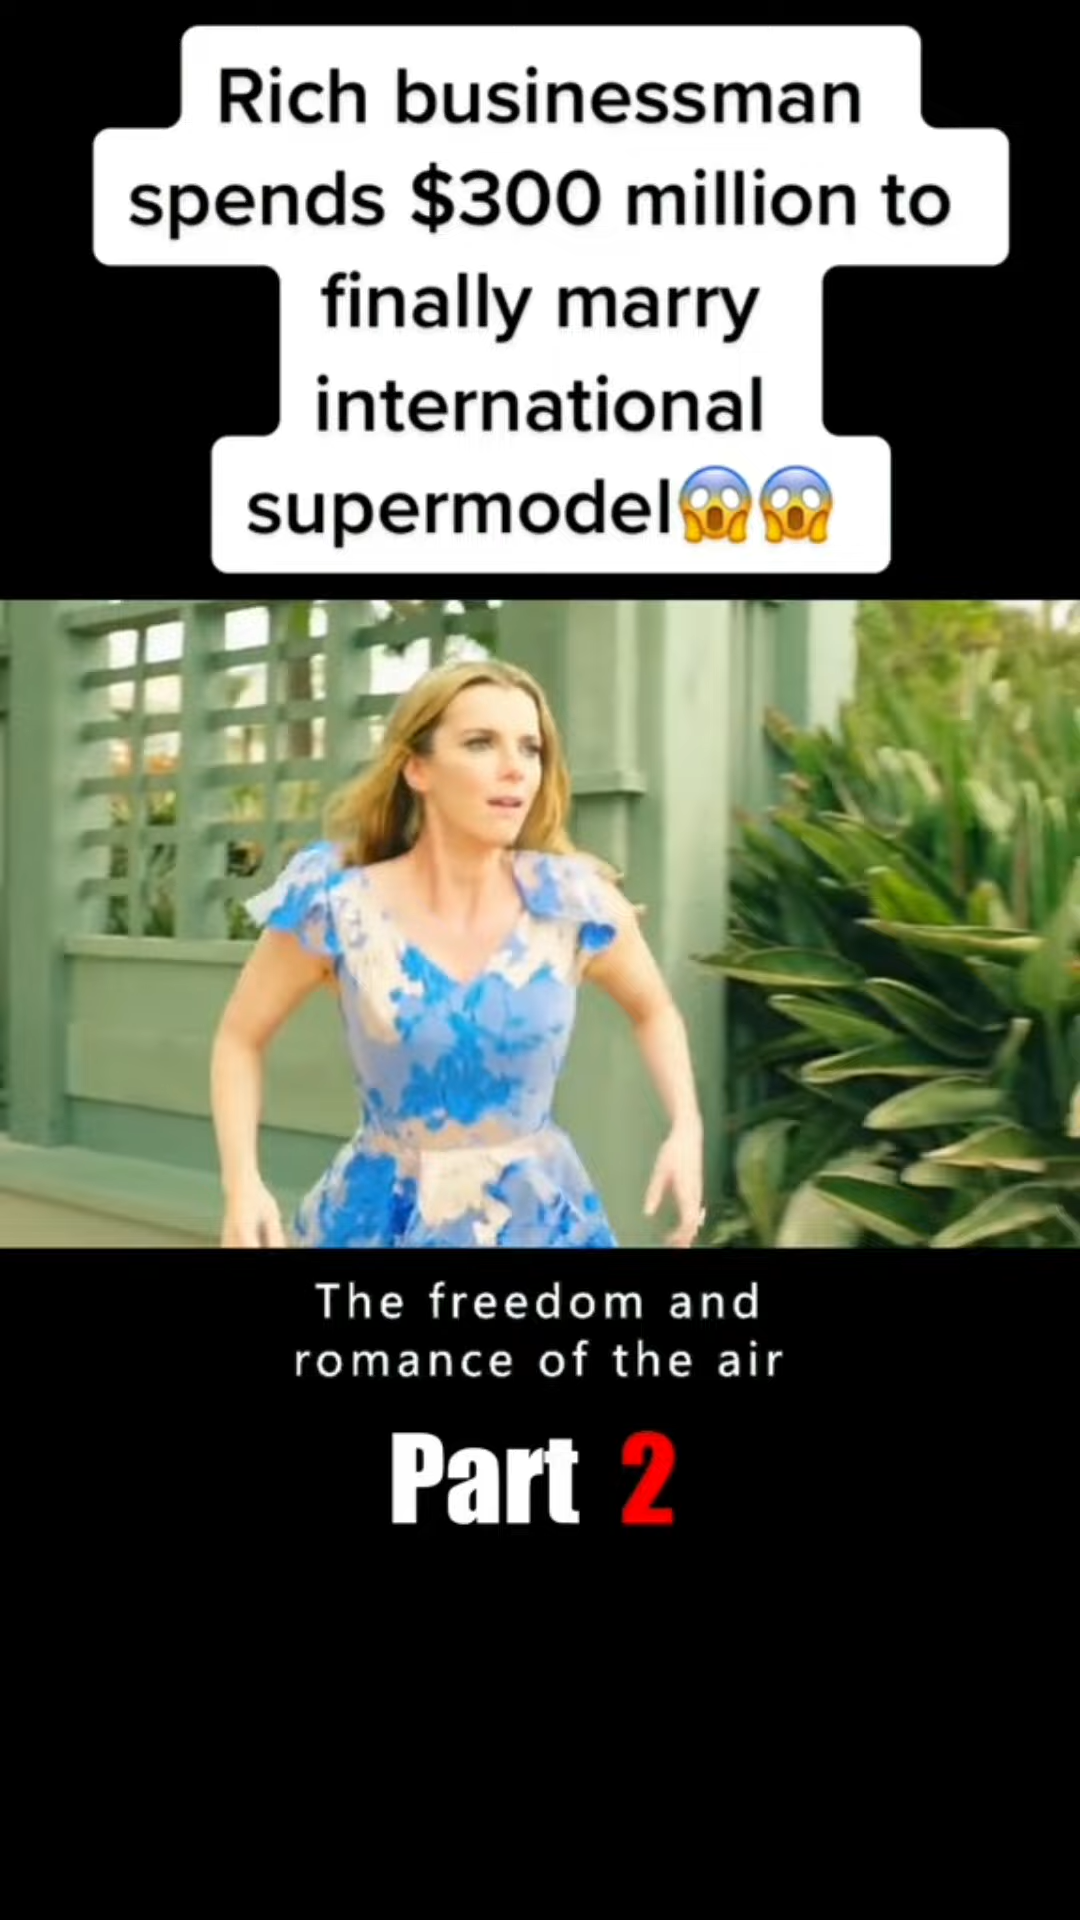 Rich businessman
spends $300 million to
finally marry
international
supermodel😱😱
The freedom and
romance of the air
Part 2